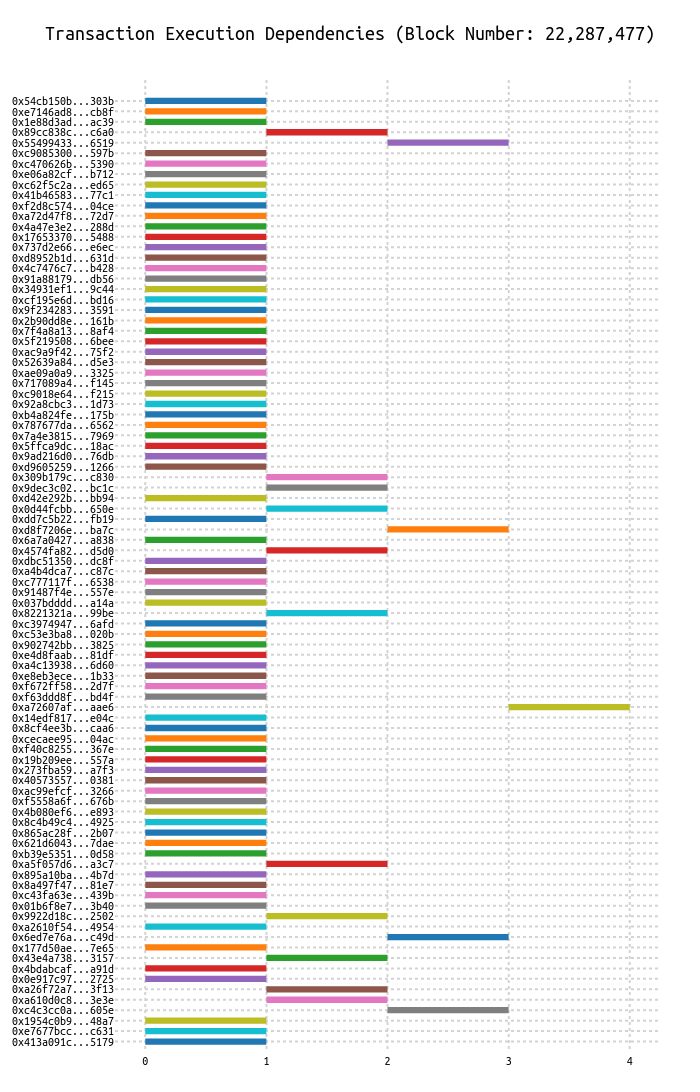 Transaction Execution Dependencies (Block Number: 22,287,477)
0x54cb150b...303b
0xe7146ad8...cb8f
0x1e88d3ad...ac39
0x89cc838c...c6a0
0x55499433...6519
0xc9085300...597b
0xc470626b...5390
0xe06a82cf...b712
0xc62f5c2a...ed65
0x41b46583...77c1
0xf2d8c574...04ce
0xa72d47f8...72d7
0x4a47e3e2...288d
0x17653370...5488
0x737d2e66...e6ec
0xd8952b1d...631d
0x4c7476c7...b428
0x91a88179...db56
0x34931ef1...9c44
0xcf195e6d...bd16
0x9f234283...3591
0x2b90dd8e...161b
0x7f4a8a13...8af4
0x5f219508...6bee
0xac9a9f42...75f2
0x52639a84...d5e3
0xae09a0a9...3325
0x717089a4...f145
0xc9018e64...f215
0x92a8cbc3...1d73
0xb4a824fe...175b
0x787677da...6562
0x7a4e3815...7969
0x5ffca9dc...18ac
0x9ad216d0...76db
0xd9605259...1266
0x309b179c...c830
0x9dec3c02...bc1c
0xd42e292b...bb94
0x0d44fcbb...650e
0xdd7c5b22...fb19
0xd8f7206e...ba7c
0x6a7a0427...a838
0x4574fa82...d5d0
0xdbc51350...dc8f
0xa4b4dca7...c87c
0xc777117f...6538
0x91487f4e...557e
0x037bdddd...a14a
0x8221321a...99be
0xc3974947...6afd
0xc53e3ba8...020b
0x902742bb...3825
0xe4d8faab...81df
0xa4c13938...6d60
0xe8eb3ece...1b33
0xf672ff58...2d7f
0xf63ddd8f...bd4f
0xa72607af...aae6
0x14edf817...e04c
0x8cf4ee3b...caa6
0xcecaee95...04ac
0xf40c8255...367e
0x19b209ee...557a
0x273fba59...a7f3
0x40573557...0381
0xac99efcf...3266
0xf5558a6f...676b
0x4b080ef6...e893
0x8c4b49c4...4925
0x865ac28f...2b07
0x621d6043...7dae
0xb39e5351...0d58
0xa5f057d6...a3c7
0x895a10ba...4b7d
0x8a497f47...81e7
0xc43fa63e...439b
0x01b6f8e7...3b40
0x9922d18c...2502
0xa2610f54...4954
0x6ed7e76a...c49d
0x177d50ae...7e65
0x43e4a738...3157
0x4bdabcaf...a91d
0x0e917c97...2725
0xa26f72a7...3f13
0xa610d0c8...3e3e
0xc4c3cc0a...605e
0x1954c0b9...48a7
0xe7677bcc...c631
0x413a091c...5179
0 1 2 3 4